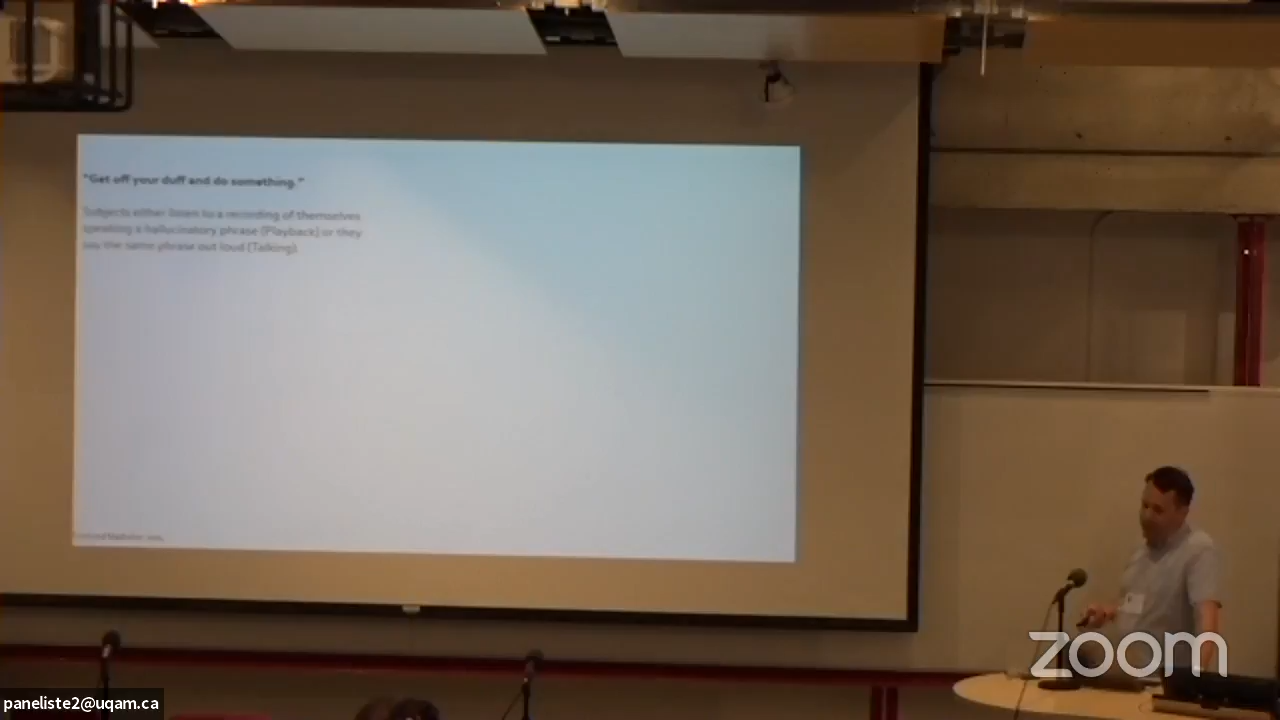 "Get off your duff and do something."
Subjects either listen to a recording of themselves
speaking a hallucinatory phrase (Playback) or they
say the same phrase out loud (Talking).
zoom
paneliste2@uqam.ca